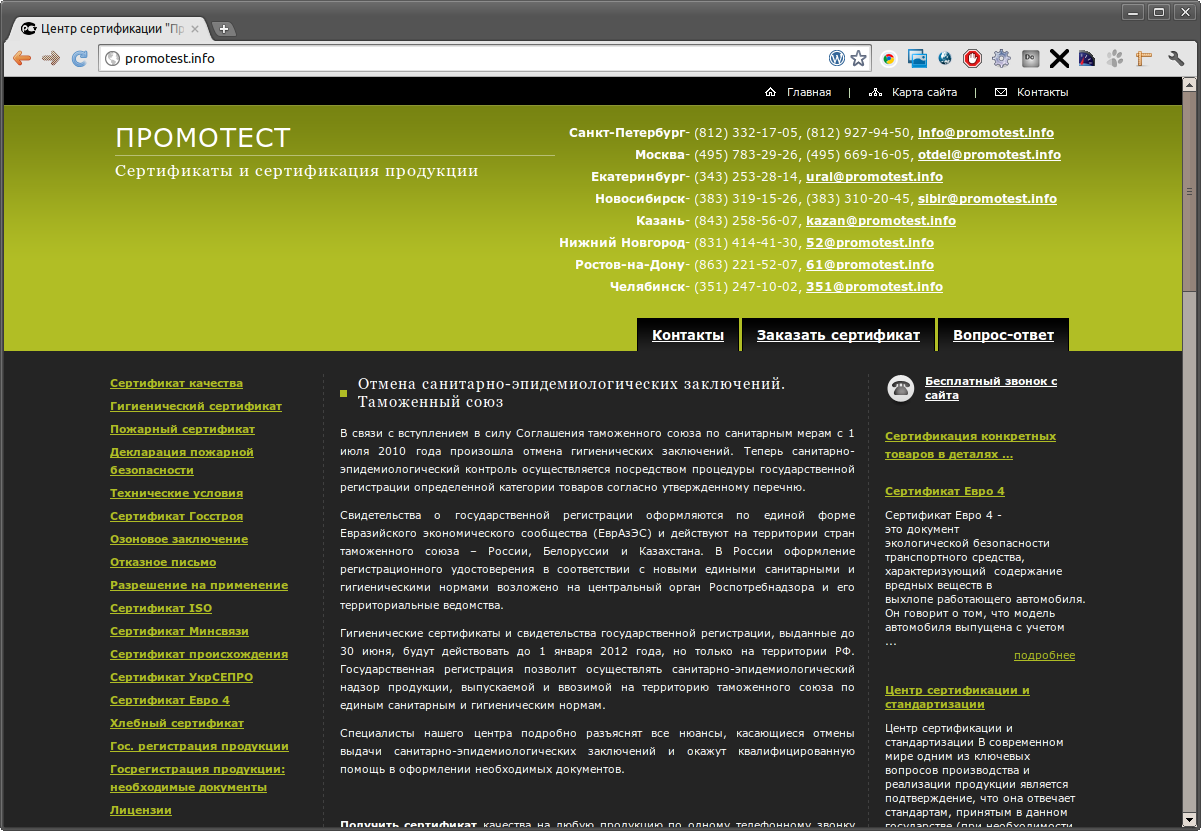 Центр сертификации "Пр
promotest.info
Главная | Карта сайта | Контакты
ПРОМОТЕСТ
Сертификаты и сертификация продукции
Санкт-Петербург- (812) 332-17-05, (812) 927-94-50, info@promotest.info
Москва- (495) 783-29-26, (495) 669-16-05, otdel@promotest.info
Екатеринбург- (343) 253-28-14, ural@promotest.info
Новосибирск- (383) 319-15-26, (383) 310-20-45, sibir@promotest.info
Казань- (843) 258-56-07, kazan@promotest.info
Нижний Новгород- (831) 414-41-30, 52@promotest.info
Ростов-на-Дону- (863) 221-52-07, 61@promotest.info
Челябинск- (351) 247-10-02, 351@promotest.info
Контакты
Заказать сертификат
Вопрос-ответ
Сертификат качества
Гигиенический сертификат
Пожарный сертификат
Декларация пожарной
безопасности
Технические условия
Сертификат Госстроя
Озоновое заключение
Отказное письмо
Разрешение на применение
Сертификат ISO
Сертификат Минсвязи
Сертификат происхождения
Сертификат УкрСЕПРО
Сертификат Евро 4
Хлебный сертификат
Гос. регистрация продукции
Госрегистрация продукции:
необходимые документы
Лицензии
Отмена санитарно-эпидемиологических заключений.
Таможенный союз
В связи с вступлением в силу Соглашения таможенного союза по санитарным мерам с 1
июля 2010 года произошла отмена гигиенических заключений. Теперь санитарно-
эпидемиологический контроль осуществляется посредством процедуры государственной
регистрации определенной категории товаров согласно утвержденному перечню.
Свидетельства о государственной регистрации оформляются по единой форме
Евразийского экономического сообщества (ЕврАзЭС) и действуют на территории стран
таможенного союза – России, Белоруссии и Казахстана. В России оформление
регистрационного удостоверения в соответствии с новыми едиными санитарными и
гигиеническими нормами возложено на центральный орган Роспотребнадзора и его
территориальные ведомства.
Гигиенические сертификаты и свидетельства государственной регистрации, выданные до
30 июня, будут действовать до 1 января 2012 года, но только на территории РФ.
Государственная регистрация позволит осуществлять санитарно-эпидемиологический
надзор продукции, выпускаемой и ввозимой на территорию таможенного союза по
единым санитарным и гигиеническим нормам.
Специалисты нашего центра подробно разъяснят все нюансы, касающиеся отмены
выдачи санитарно-эпидемиологических заключений и окажут квалифицированную
помощь в оформлении необходимых документов.
Получить сертификат качества на любую продукцию по одному телефонному звонку
Бесплатный звонок с
сайта
Сертификация конкретных
товаров в деталях ...
Сертификат Евро 4
Сертификат Евро 4 -
это документ
экологической безопасности
транспортного средства,
характеризующий содержание
вредных веществ в
выхлопе работающего автомобиля.
Он говорит о том, что модель
автомобиля выпущена с учетом
...
подробнее
Центр сертификации и
стандартизации
Центр сертификации и
стандартизации В современном
мире одним из ключевых
вопросов производства и
реализации продукции является
подтверждение, что она отвечает
стандартам, принятым в данном
государстве (при необходимости